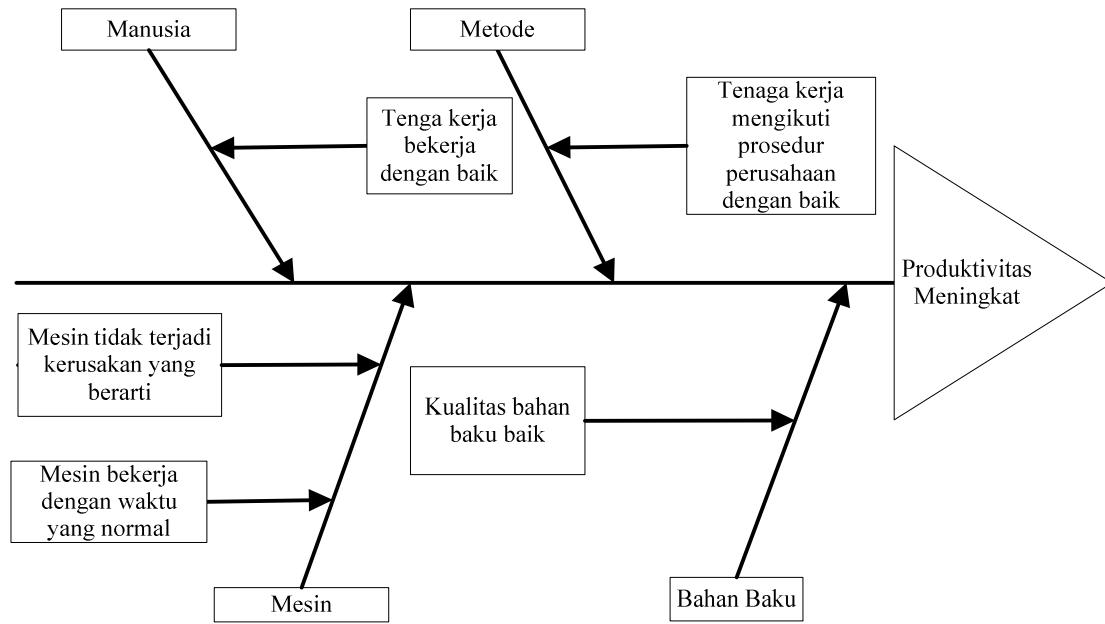 Manusia
Metode
Tenga kerja
bekerja
dengan baik
Tenaga kerja
mengikuti
prosedur
perusahaan
dengan baik
Produktivitas
Meningkat
Mesin tidak terjadi
kerusakan yang
berarti
Kualitas bahan
baku baik
Mesin bekerja
dengan waktu
yang normal
Mesin
Bahan Baku